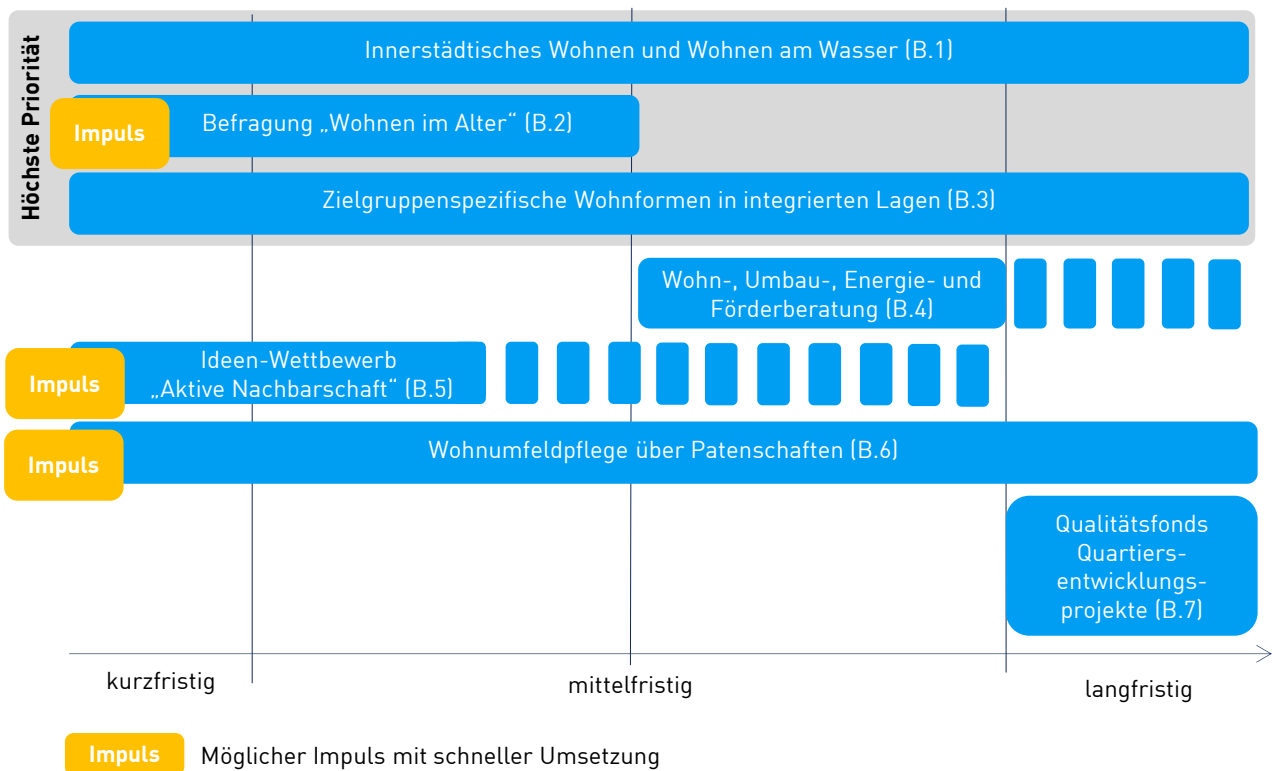 Höchste Priorität
Innerstädtisches Wohnen und Wohnen am Wasser (B.1)
Impuls
Befragung „Wohnen im Alter“ (B.2)
Zielgruppenspezifische Wohnformen in integrierten Lagen (B.3)
Wohn-, Umbau-, Energie- und
Förderberatung (B.4)
Impuls
Ideen-Wettbewerb
„Aktive Nachbarschaft“ (B.5)
Impuls
Wohnumfeldpflege über Patenschaften (B.6)
Qualitätsfonds
Quartiers-
entwicklungs-
projekte (B.7)
kurzfristig
mittelfristig
langfristig
Impuls
Möglicher Impuls mit schneller Umsetzung